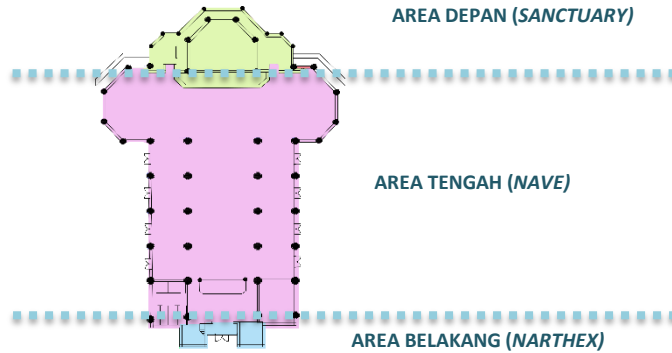 AREA DEPAN (SANCTUARY)
AREA TENGAH (NAVE)
AREA BELAKANG (NARTHEX)